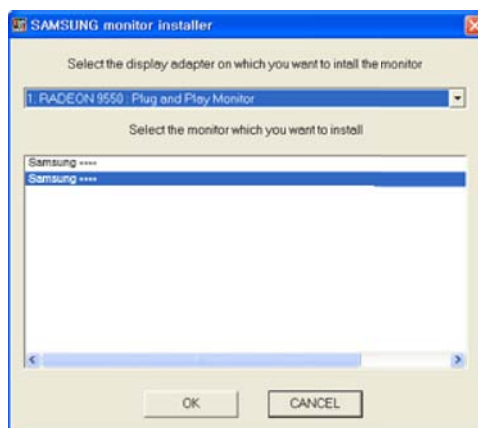 SAMSUNG monitor installer
Select the display adapter on which you want to intall the monitor
1: RADEON 9550 : Plug and Play Monitor
Select the monitor which you want to install
Samsung ****
Samsung ****
OK
CANCEL